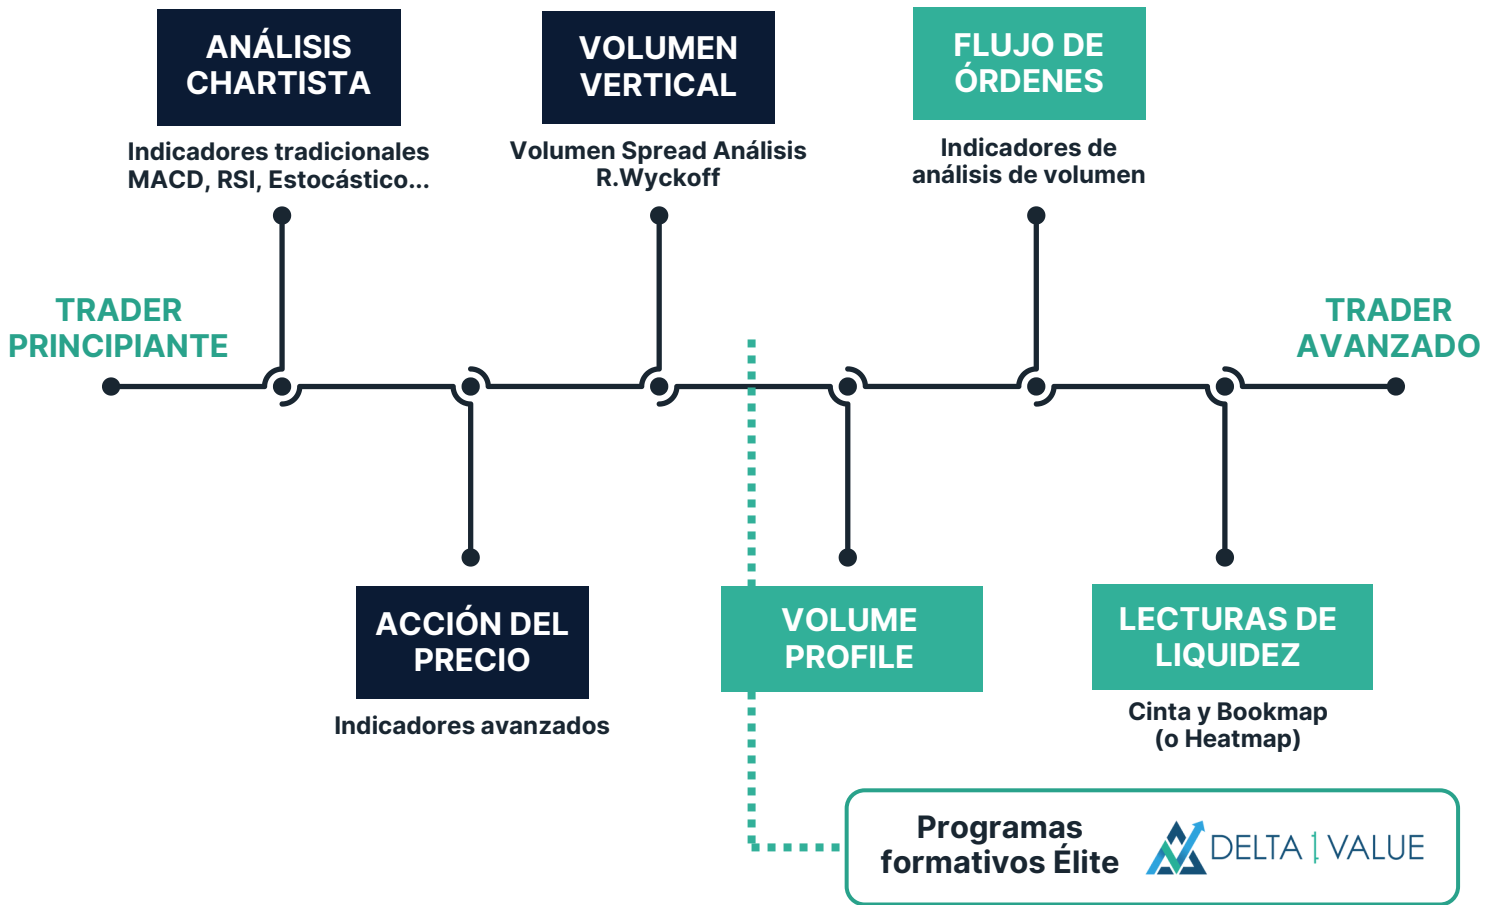 ANÁLISIS
CHARTISTA
Indicadores tradicionales
MACD, RSI, Estocástico...
VOLUMEN
VERTICAL
Volumen Spread Análisis
R.Wyckoff
FLUJO DE
ÓRDENES
Indicadores de
análisis de volumen
TRADER
PRINCIPIANTE
TRADER
AVANZADO
ACCIÓN DEL
PRECIO
Indicadores avanzados
VOLUME
PROFILE
LECTURAS DE
LIQUIDEZ
Cinta y Bookmap
(o Heatmap)
Programas
formativos Élite
DELTA VALUE